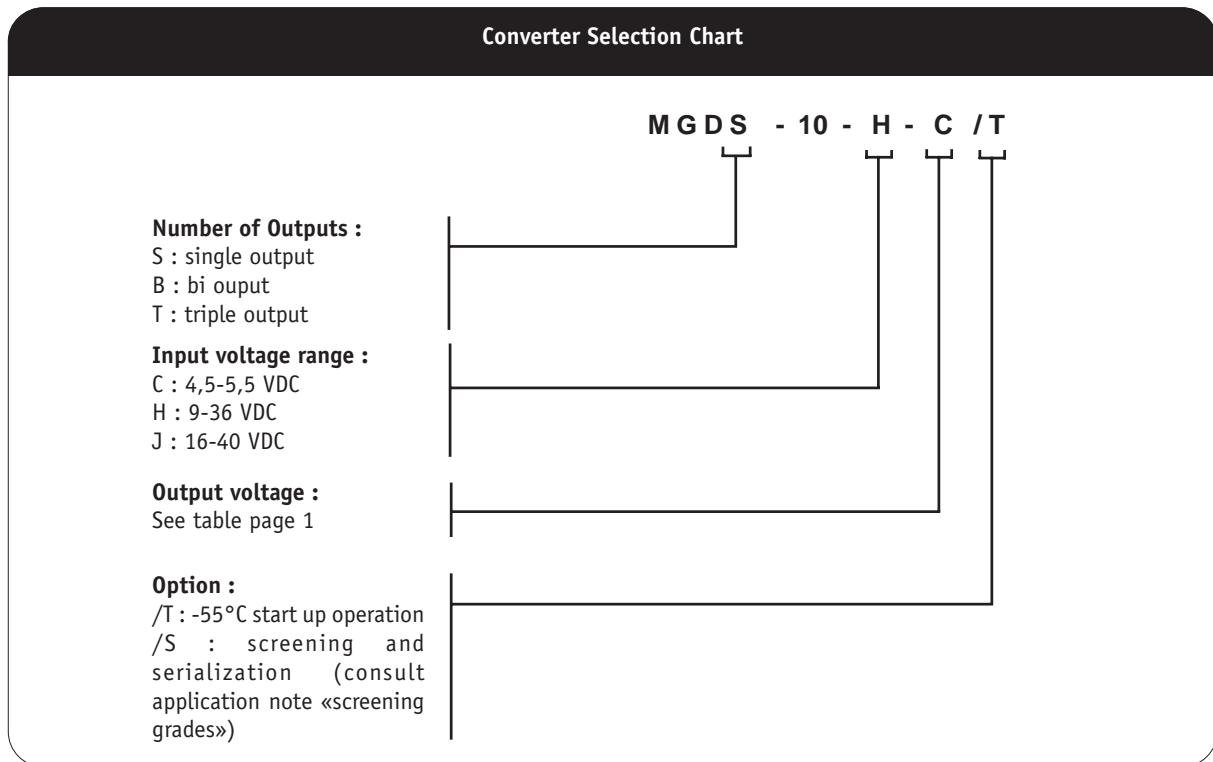 Converter Selection Chart
MGDS - 10 - H - C /T
Number of Outputs :
S : single output
B : bi ouput
T : triple output
Input voltage range :
C : 4,5-5,5 VDC
H : 9-36 VDC
J : 16-40 VDC
Output voltage :
See table page 1
Option :
/T : -55°C start up operation
/S : screening and
serialization (consult
application note «screening
grades»)